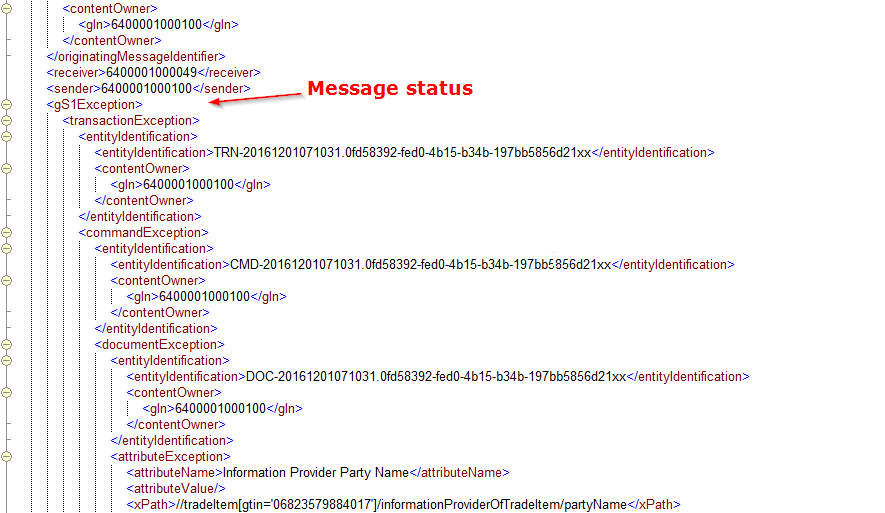 <contentOwner>
<gln>6400001000100</gln>
</contentOwner>
</originatingMessageIdentifier>
<receiver>6400001000049</receiver>
<sender>6400001000100</sender>
Message status
<gS1Exception>
<transactionException>
<entityIdentification>
<entityIdentification>TRN-20161201071031.0fd58392-fed0-4b15-b34b-197bb5856d21xx</entityIdentification>
<contentOwner>
<gln>6400001000100</gln>
</contentOwner>
</entityIdentification>
<commandException>
<entityIdentification>
<entityIdentification>CMD-20161201071031.0fd58392-fed0-4b15-b34b-197bb5856d21xx</entityIdentification>
<contentOwner>
<gln>6400001000100</gln>
</contentOwner>
</entityIdentification>
<documentException>
<entityIdentification>
<entityIdentification>DOC-20161201071031.0fd58392-fed0-4b15-b34b-197bb5856d21xx</entityIdentification>
<contentOwner>
<gln>6400001000100</gln>
</contentOwner>
</entityIdentification>
<attributeException>
<attributeName>Information Provider Party Name</attributeName>
<attributeValue/>
<xPath>//tradeItem[gtin='06823579884017']/informationProviderOfTradeItem/partyName</xPath>